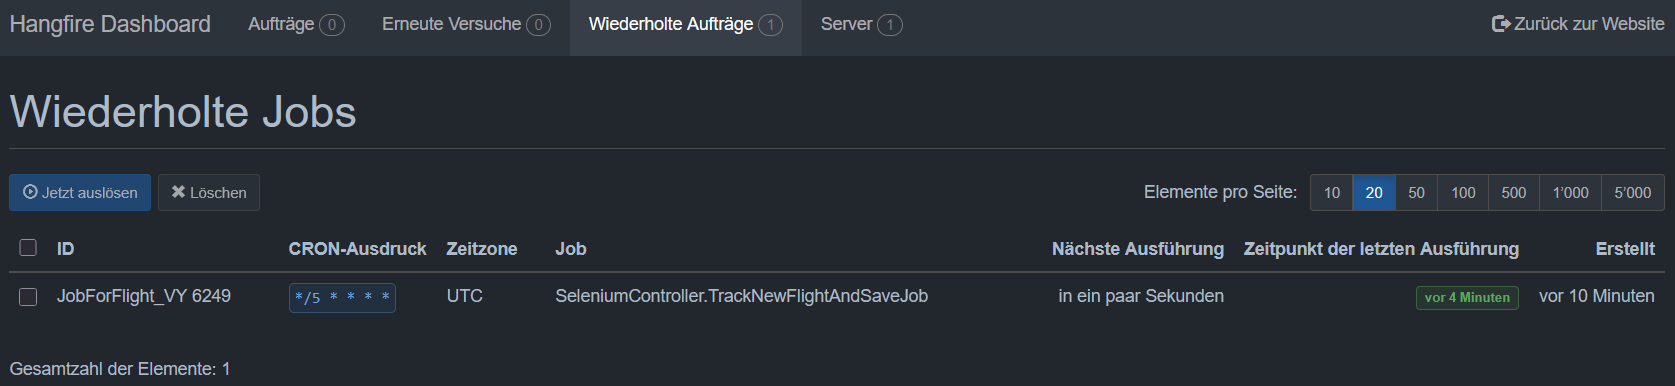 Hangfire Dashboard Aufträge 0 Erneute Versuche 0 Wiederholte Aufträge 1 Server 1 Zurück zur Website
Wiederholte Jobs
Jetzt auslösen Löschen Elemente pro Seite: 10 20 50 100 500 1’000 5’000
ID CRON-Ausdruck Zeitzone Job Nächste Ausführung Zeitpunkt der letzten Ausführung Erstellt
JobForFlight_VY 6249 */5 * * * * UTC SeleniumController.TrackNewFlightAndSaveJob in ein paar Sekunden vor 4 Minuten vor 10 Minuten
Gesamtzahl der Elemente: 1